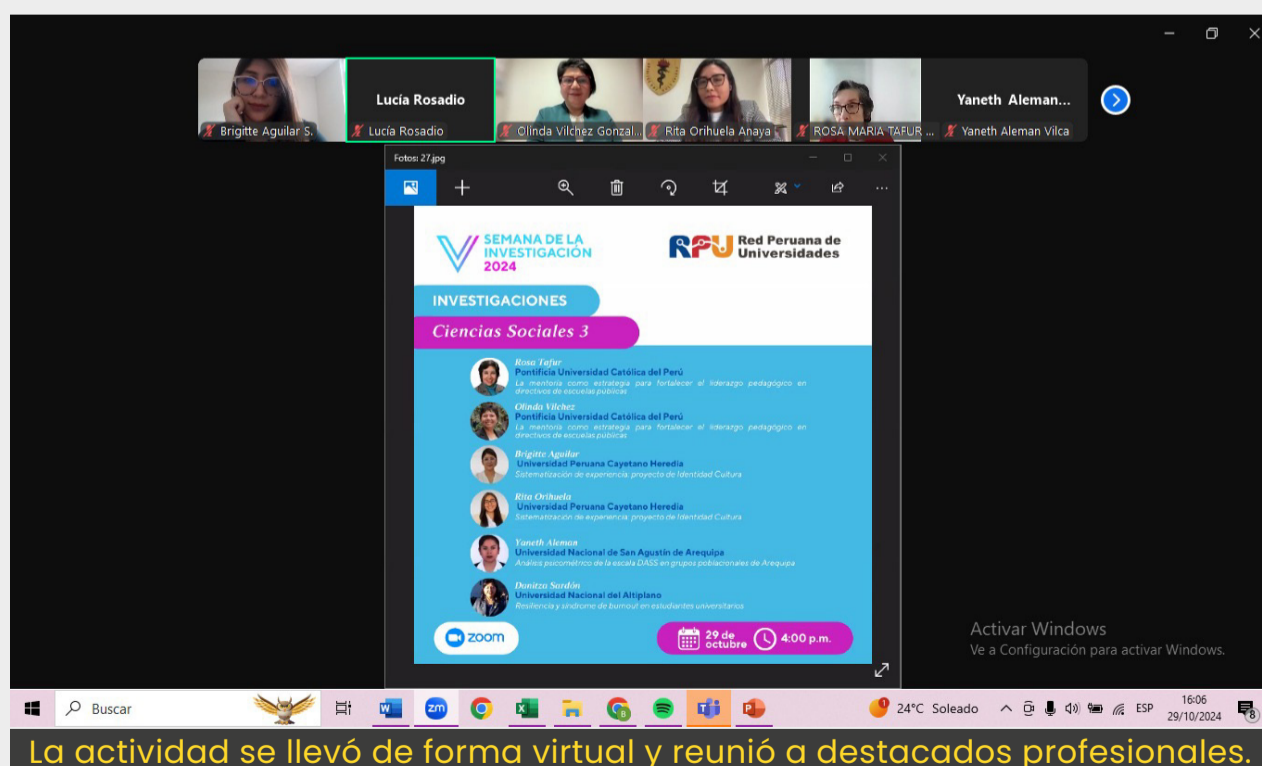 Lucía Rosadio
Yaneth Aleman...
Brigitte Aguilar S.
Lucía Rosadio
Olinda Vilchez Gonzal...
Rita Orihuela Anaya
ROSA MARIA TAFUR ...
Yaneth Aleman Vilca
Fotos: 27.jpg
SEMANA DE LA
INVESTIGACIÓN
2024
RPU Red Peruana de
Universidades
INVESTIGACIONES
Ciencias Sociales 3
Rosa Tafur
Pontificia Universidad Católica del Perú
La mentoría como estrategia para fortalecer el liderazgo pedagógico en
directivos de escuelas públicas
Olinda Vilchez
Pontificia Universidad Católica del Perú
La mentoría como estrategia para fortalecer el liderazgo pedagógico en
directivos de escuelas públicas
Brigitte Aguilar
Universidad Peruana Cayetano Heredia
Sistematización de experiencia: proyecto de Identidad Cultura
Rita Orihuela
Universidad Peruana Cayetano Heredia
Sistematización de experiencia: proyecto de Identidad Cultura
Yaneth Aleman
Universidad Nacional de San Agustín de Arequipa
Análisis psicométrico de la escala DASS en grupos poblacionales de Arequipa
Danitza Sardón
Universidad Nacional del Altiplano
Resiliencia y síndrome de burnout en estudiantes universitarios
zoom
29 de
octubre
4:00 p.m.
Activar Windows
Ve a Configuración para activar Windows.
Buscar
24°C Soleado
ESP
16:06
29/10/2024
8
La actividad se llevó de forma virtual y reunió a destacados profesionales.